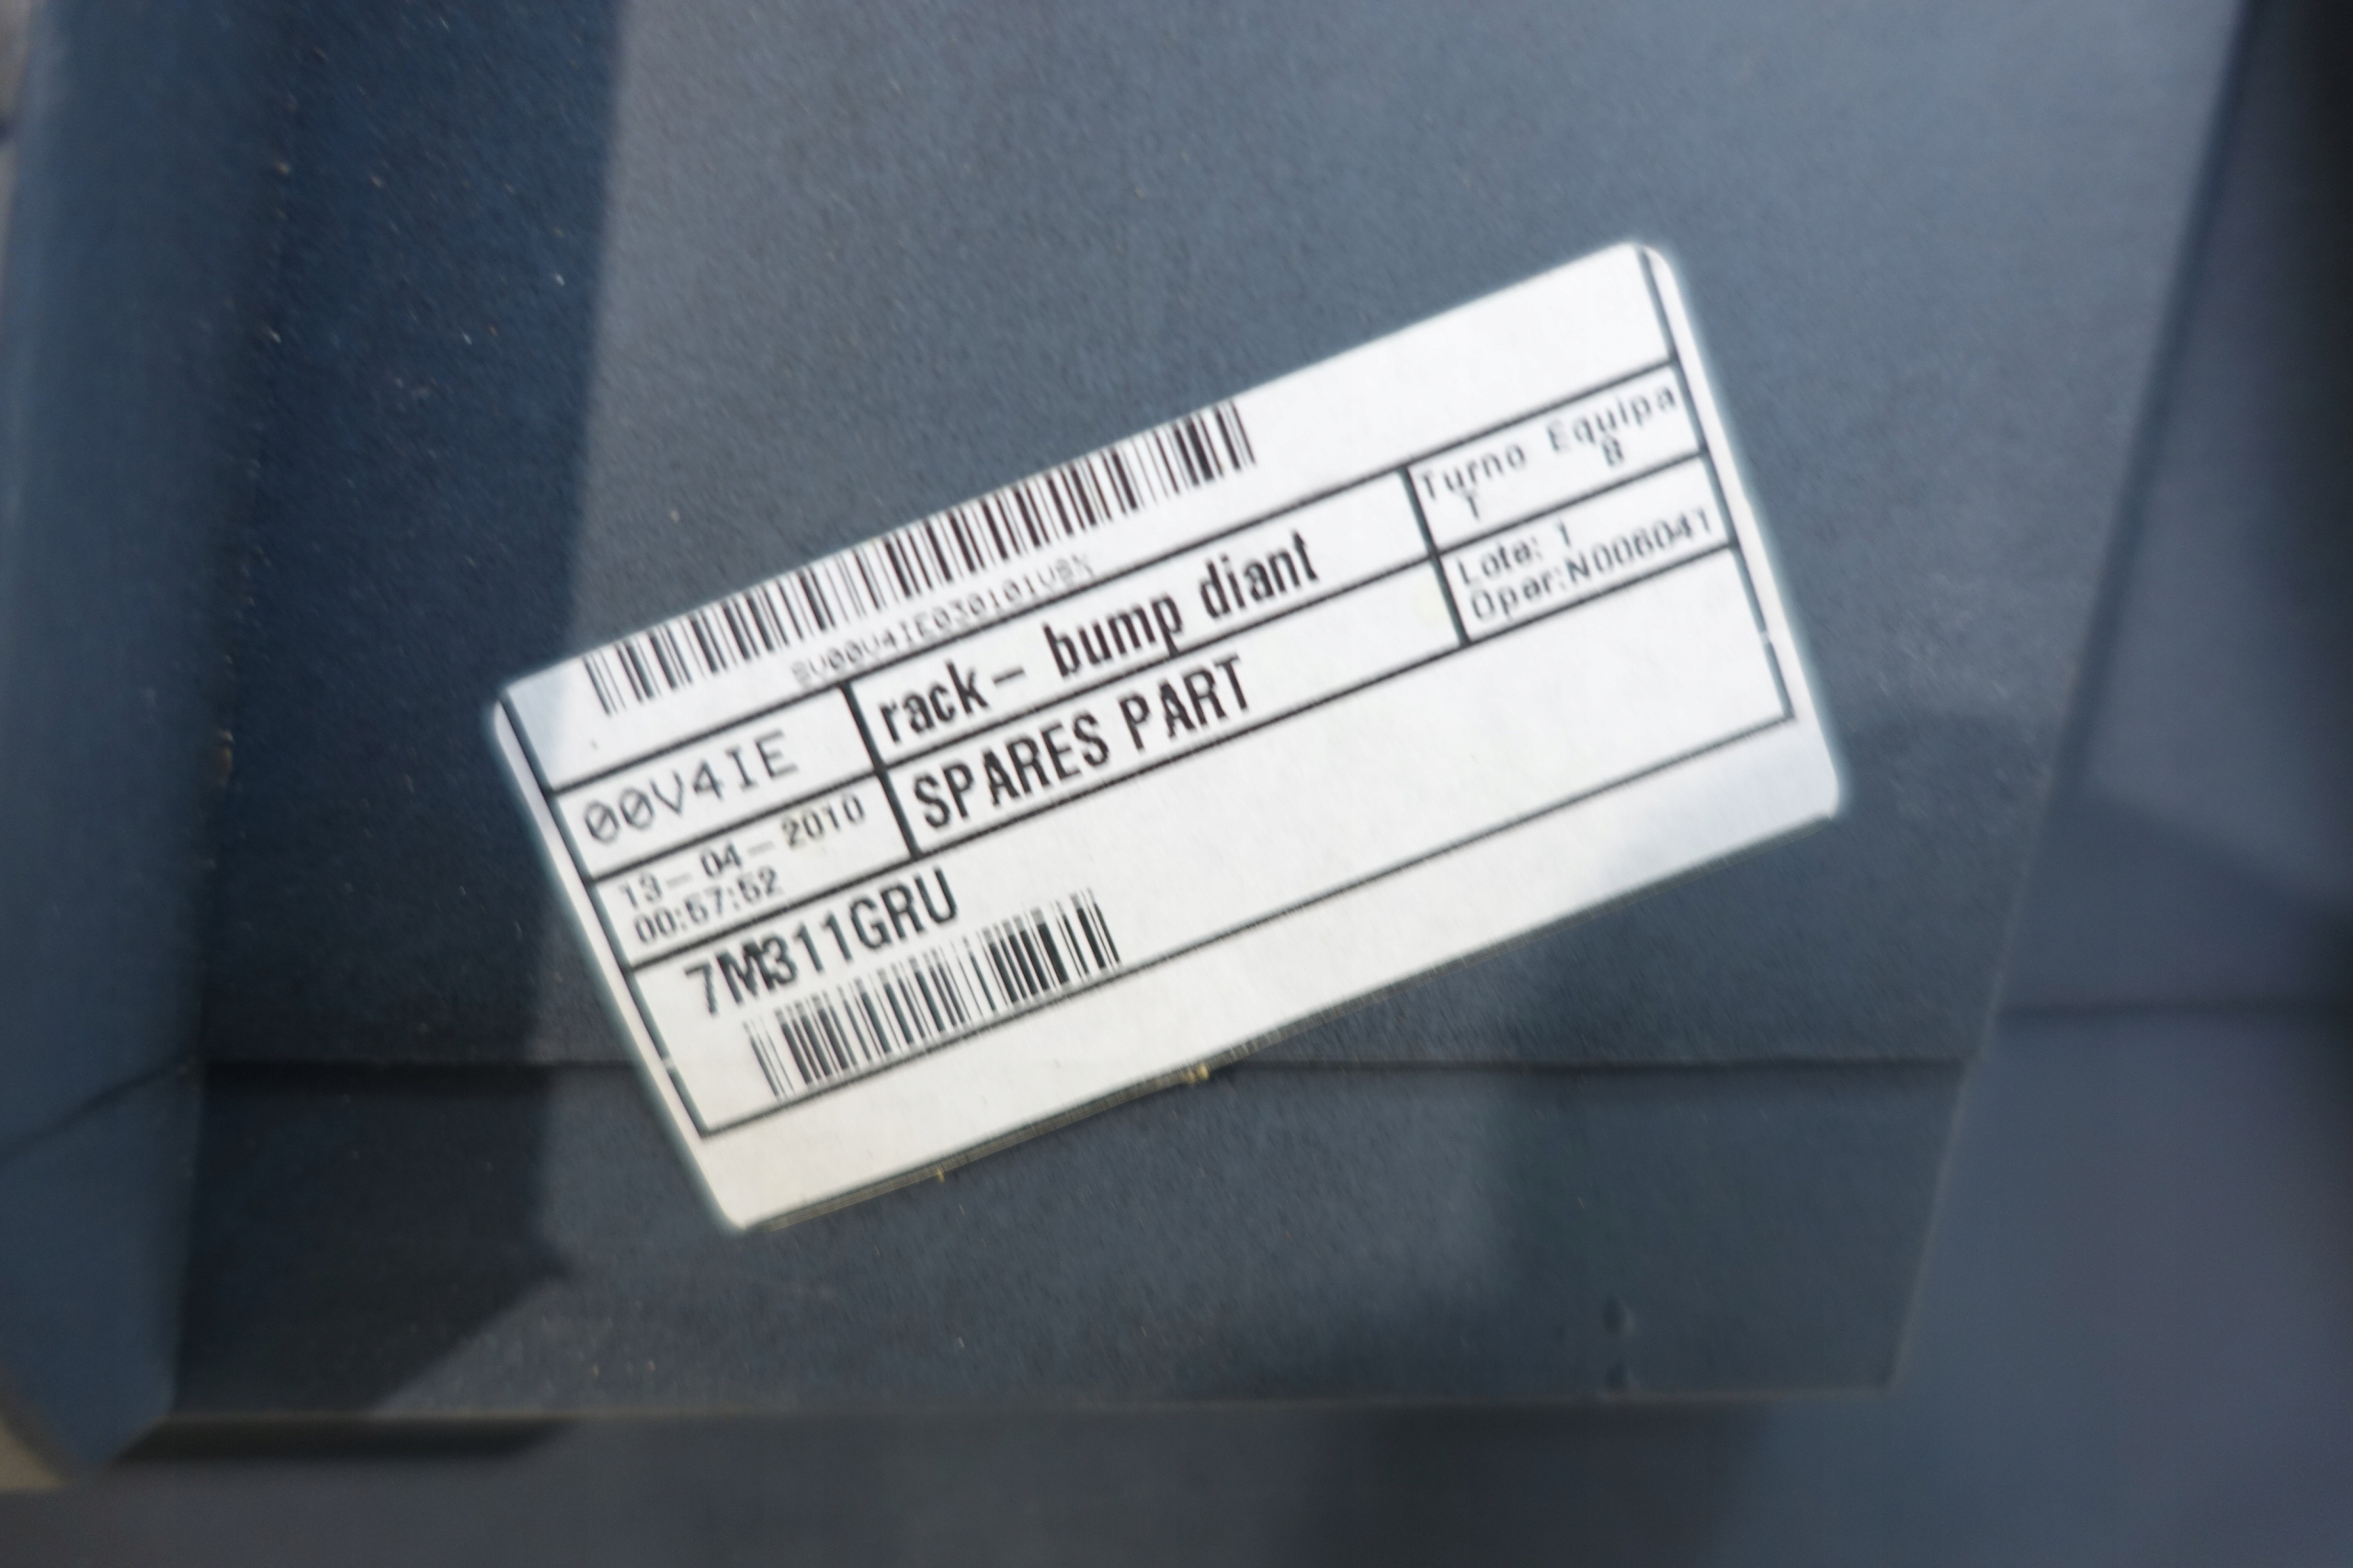 SV00V4IE030101V8%
00V4IE
rack- bump diant
Turno Equipa
T B
13-04-2010
00:57:52
SPARES PART
Lote: 1
Oper:N006041
7M311GRU